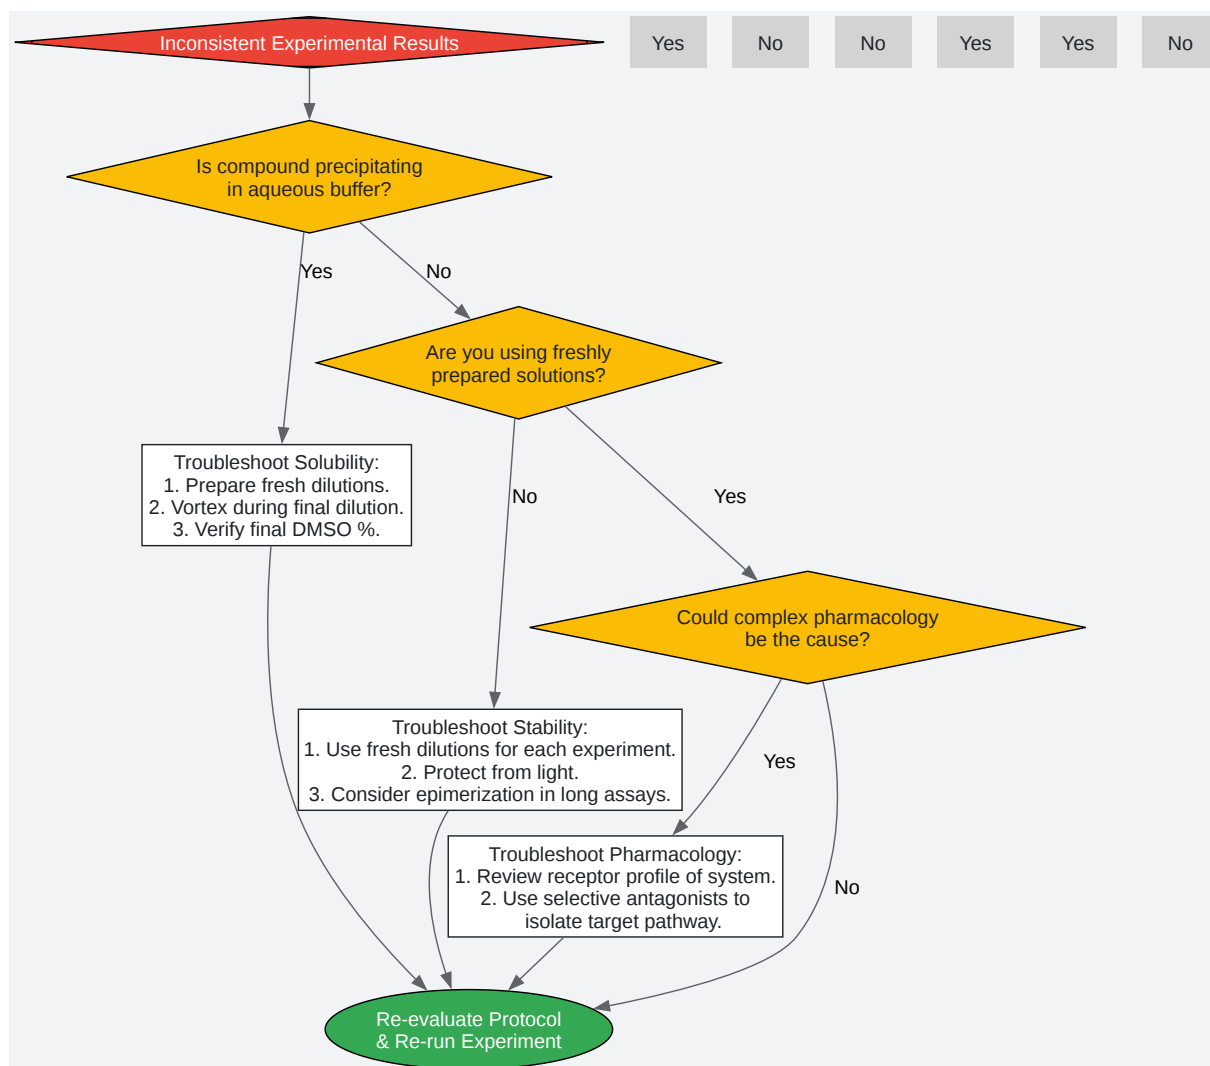 Inconsistent Experimental Results
Yes
No
No
Yes
Yes
No
Is compound precipitating
in aqueous buffer?
Yes
No
Are you using freshly
prepared solutions?
Troubleshoot Solubility:
1. Prepare fresh dilutions.
2. Vortex during final dilution.
3. Verify final DMSO %.
No
Yes
Could complex pharmacology
be the cause?
Troubleshoot Stability:
1. Use fresh dilutions for each experiment.
2. Protect from light.
3. Consider epimerization in long assays.
Yes
Troubleshoot Pharmacology:
1. Review receptor profile of system.
2. Use selective antagonists to
isolate target pathway.
No
Re-evaluate Protocol
& Re-run Experiment